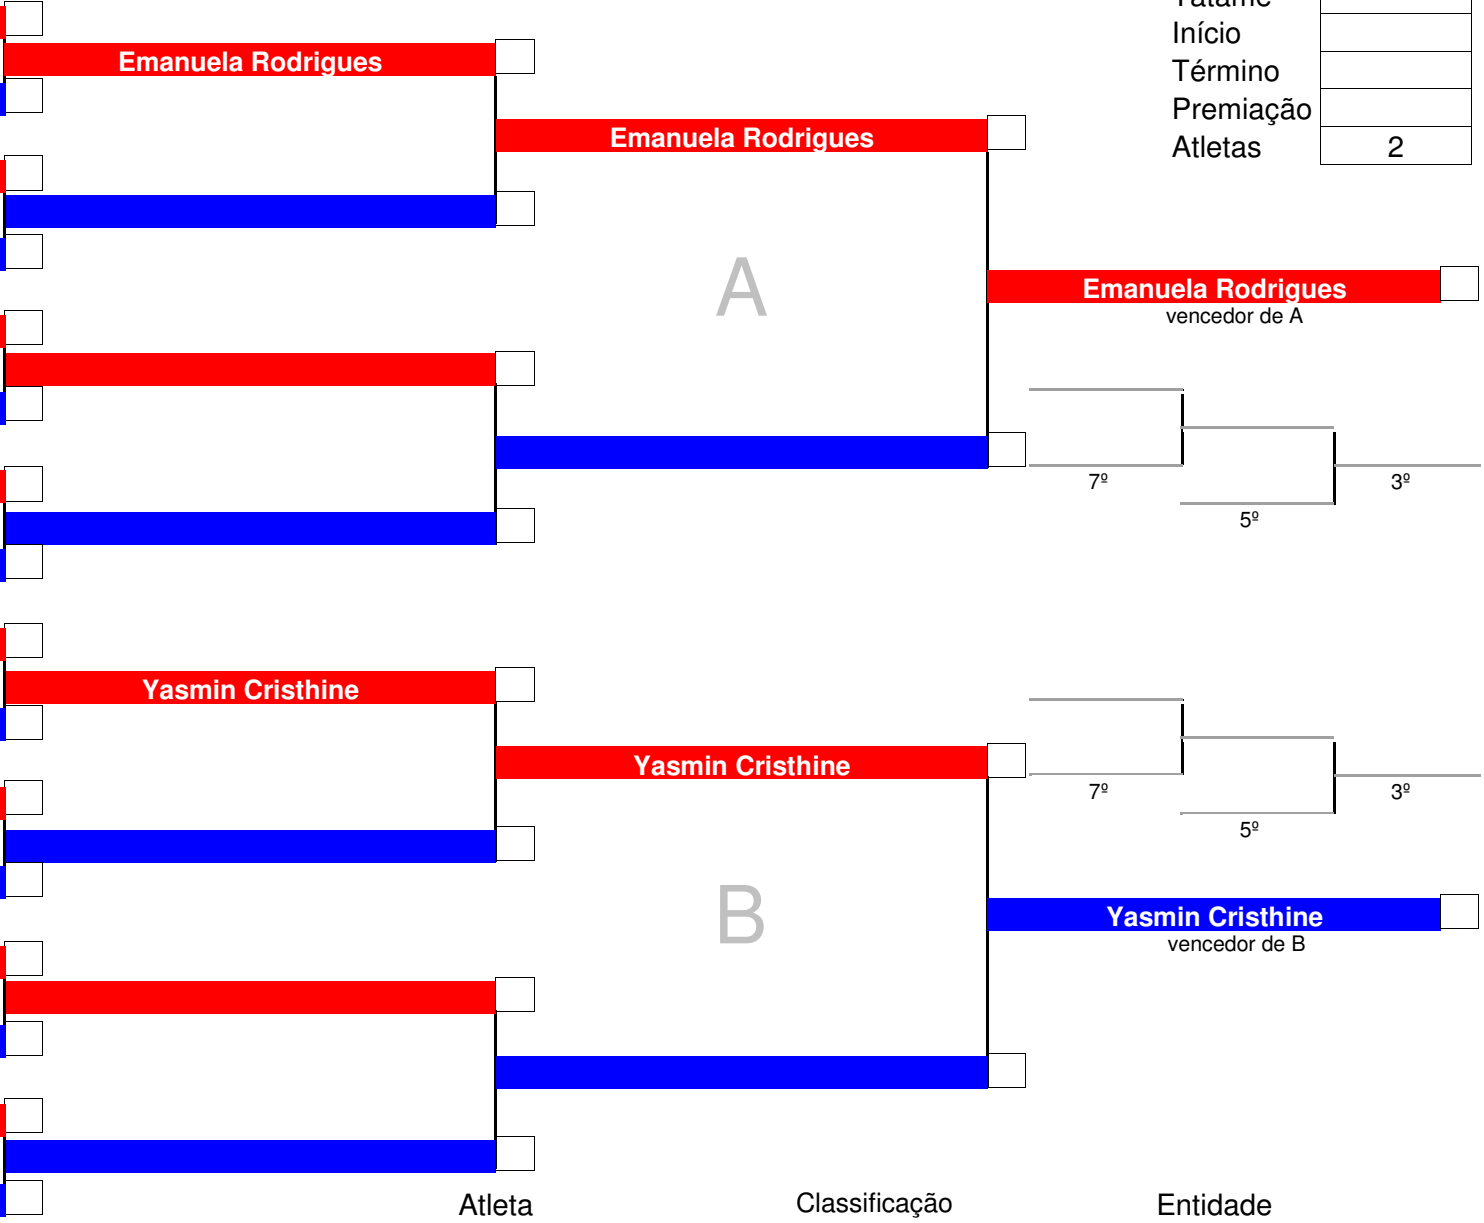 Tatame
Início
Emanuela Rodrigues
Término
Premiação
Emanuela Rodrigues
Atletas 2
A
Emanuela Rodrigues
vencedor de A
7º 3º
5º
Yasmin Cristhine
Yasmin Cristhine
7º 3º
5º
B
Yasmin Cristhine
vencedor de B
Atleta Classificação Entidade